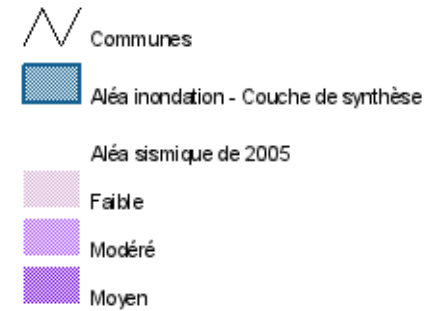 Communes
Aléa inondation - Couche de synthèse
Aléa sismique de 2005
Faible
Modéré
Moyen